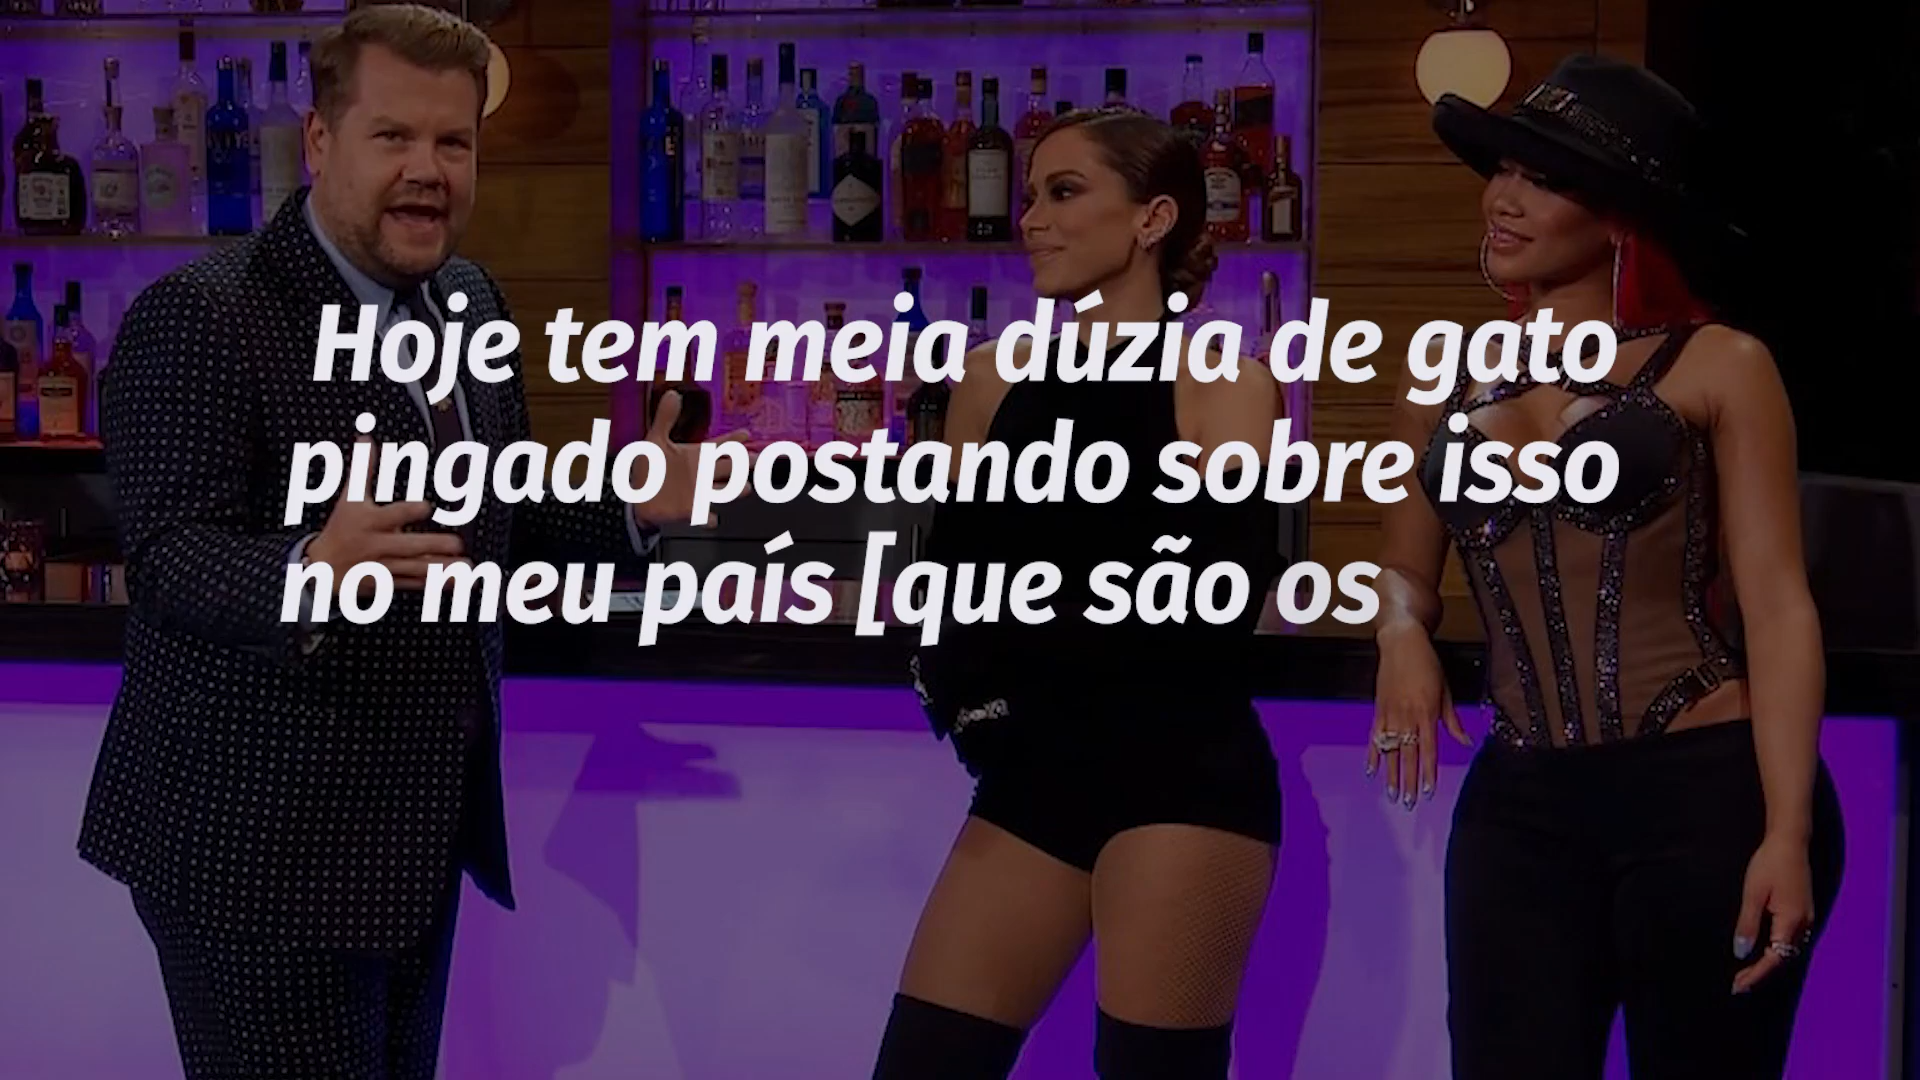 Hoje tem meia dúzia de gato
pingado postando sobre isso
no meu país [que são os